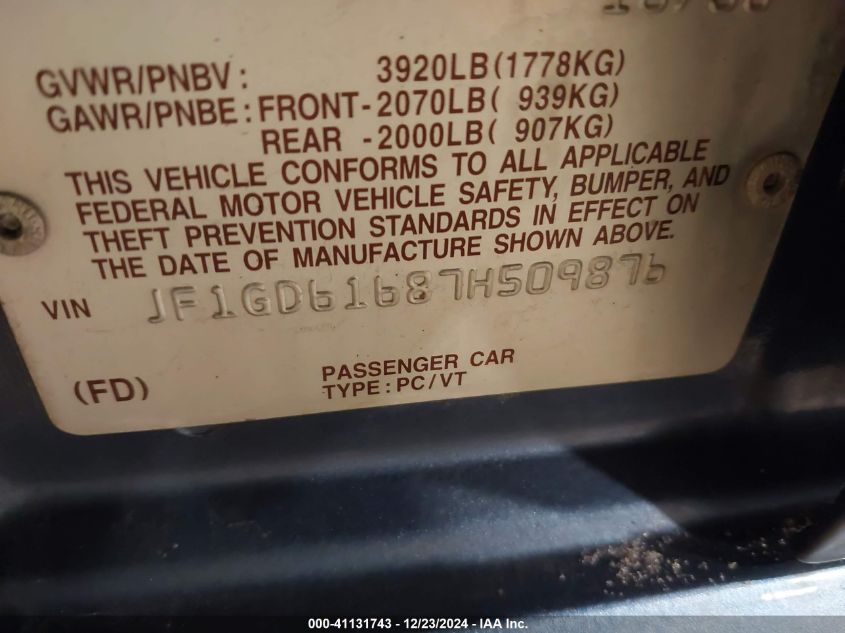 GVWR/PNBV: 3920LB(1778KG)
GAWR/PNBE: FRONT-2070LB( 939KG)
REAR -2000LB( 907KG)
THIS VEHICLE CONFORMS TO ALL APPLICABLE
FEDERAL MOTOR VEHICLE SAFETY, BUMPER, AND
THEFT PREVENTION STANDARDS IN EFFECT ON
THE DATE OF MANUFACTURE SHOWN ABOVE.
VIN JF1GD61687H509876
(FD)
PASSENGER CAR
TYPE: PC/VT
000-41131743 - 12/23/2024 - IAA Inc.